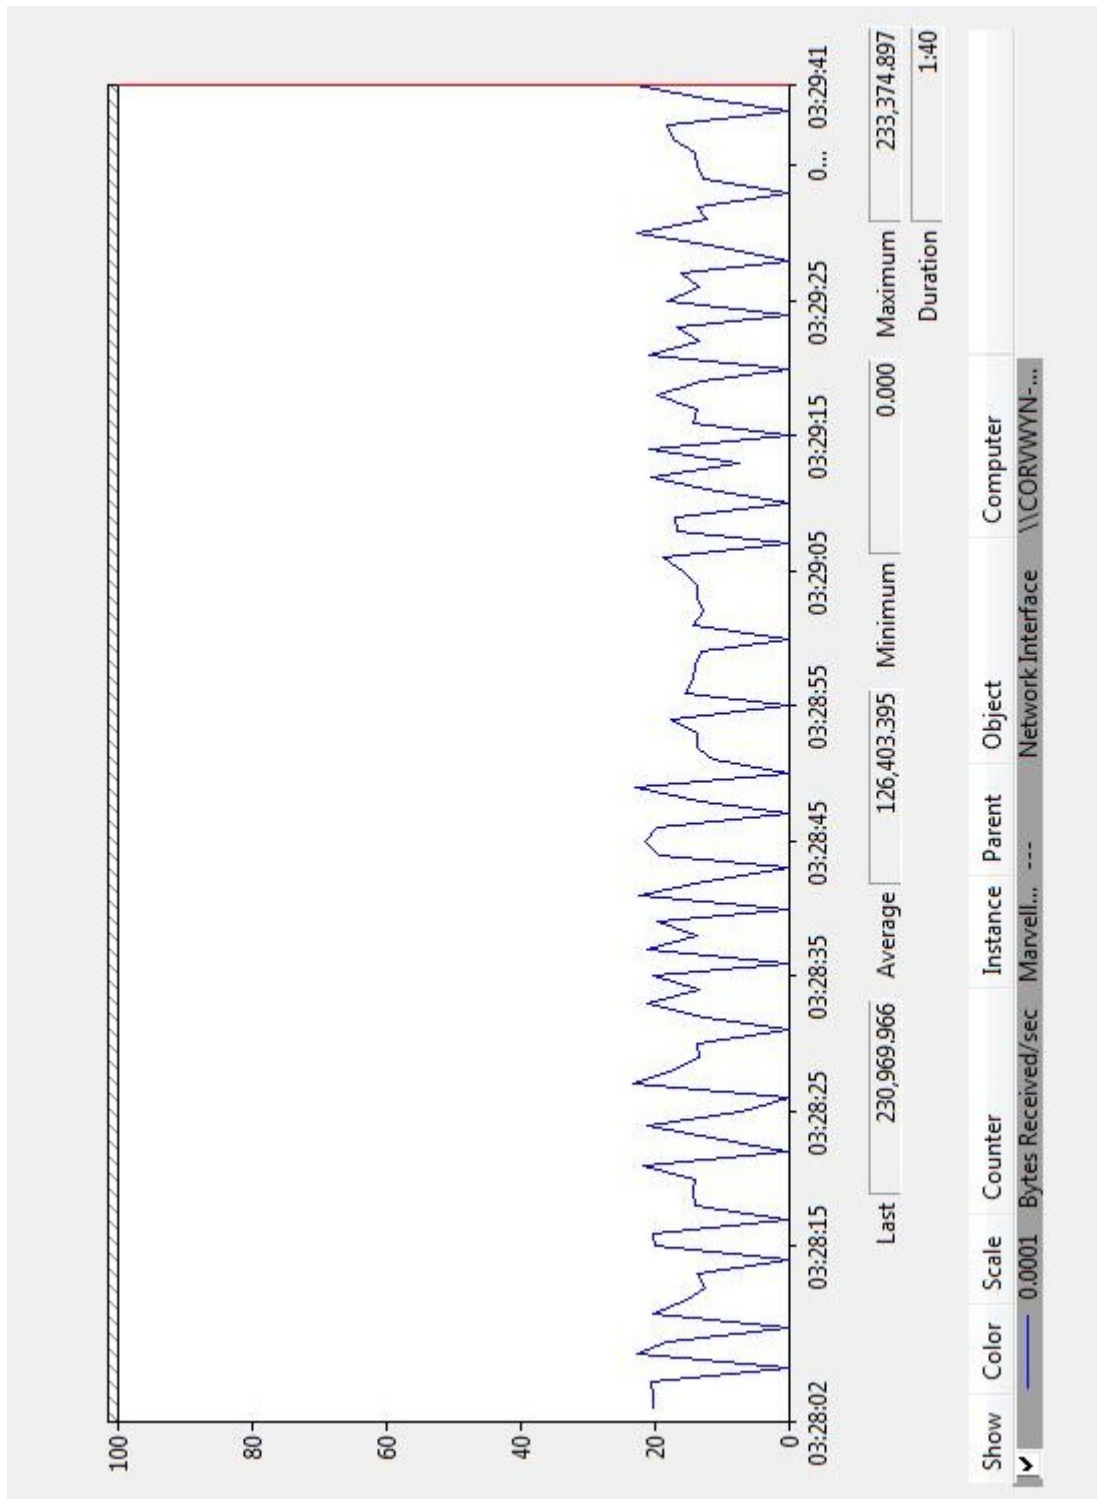 100
80
60
40
20
0
03:28:02 03:28:15 03:28:25 03:28:35 03:28:45 03:28:55 03:29:05 03:29:15 03:29:25 0... 03:29:41
Last 230,969.966 Average 126,403.395 Minimum 0.000 Maximum 233,374.897
Duration 1:40
Show Color Scale Counter Instance Parent Object Computer
0.0001 Bytes Received/sec Marvell... --- Network Interface \\CORVWYN-...